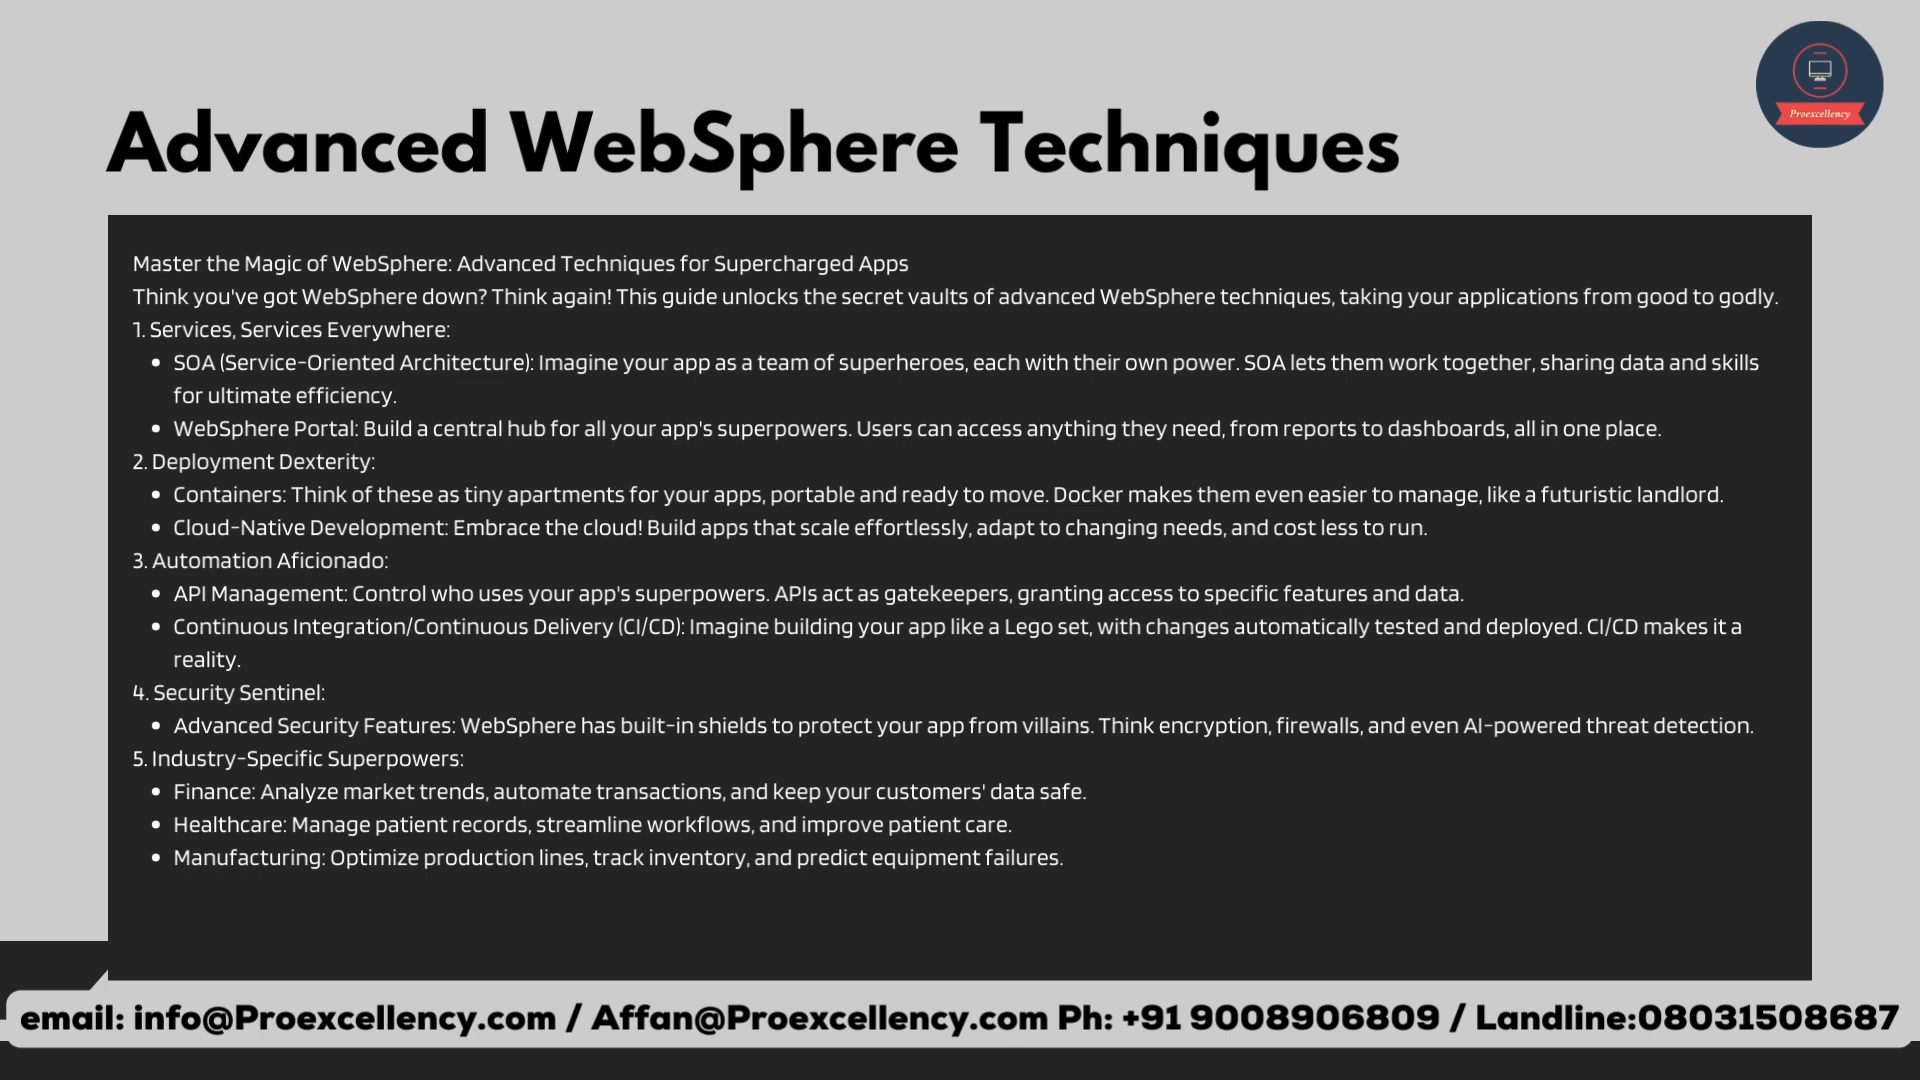 Proexcellency
Advanced WebSphere Techniques
Master the Magic of WebSphere: Advanced Techniques for Supercharged Apps
Think you've got WebSphere down? Think again! This guide unlocks the secret vaults of advanced WebSphere techniques, taking your applications from good to godly.
1. Services, Services Everywhere:
• SOA (Service-Oriented Architecture): Imagine your app as a team of superheroes, each with their own power. SOA lets them work together, sharing data and skills
for ultimate efficiency.
• WebSphere Portal: Build a central hub for all your app's superpowers. Users can access anything they need, from reports to dashboards, all in one place.
2. Deployment Dexterity:
• Containers: Think of these as tiny apartments for your apps, portable and ready to move. Docker makes them even easier to manage, like a futuristic landlord.
• Cloud-Native Development: Embrace the cloud! Build apps that scale effortlessly, adapt to changing needs, and cost less to run.
3. Automation Aficionado:
• API Management: Control who uses your app's superpowers. APIs act as gatekeepers, granting access to specific features and data.
• Continuous Integration/Continuous Delivery (CI/CD): Imagine building your app like a Lego set, with changes automatically tested and deployed. CI/CD makes it a
reality.
4. Security Sentinel:
• Advanced Security Features: WebSphere has built-in shields to protect your app from villains. Think encryption, firewalls, and even AI-powered threat detection.
5. Industry-Specific Superpowers:
• Finance: Analyze market trends, automate transactions, and keep your customers' data safe.
• Healthcare: Manage patient records, streamline workflows, and improve patient care.
• Manufacturing: Optimize production lines, track inventory, and predict equipment failures.
email: info@Proexcellency.com / Affan@Proexcellency.com Ph: +91 9008906809 / Landline:08031508687